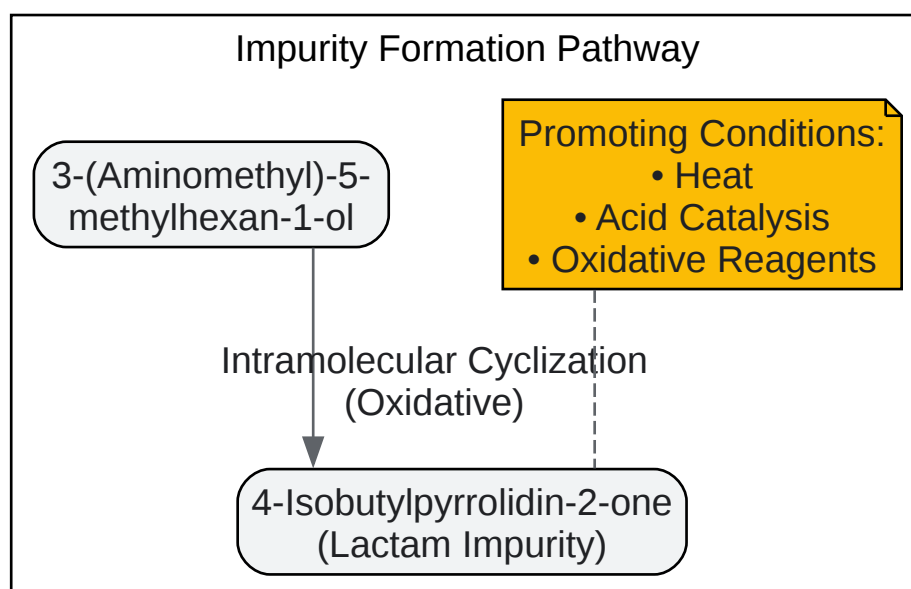 Impurity Formation Pathway
3-(Aminomethyl)-5-
methylhexan-1-ol
Promoting Conditions:
• Heat
• Acid Catalysis
• Oxidative Reagents
Intramolecular Cyclization
(Oxidative)
4-Isobutylpyrrolidin-2-one
(Lactam Impurity)